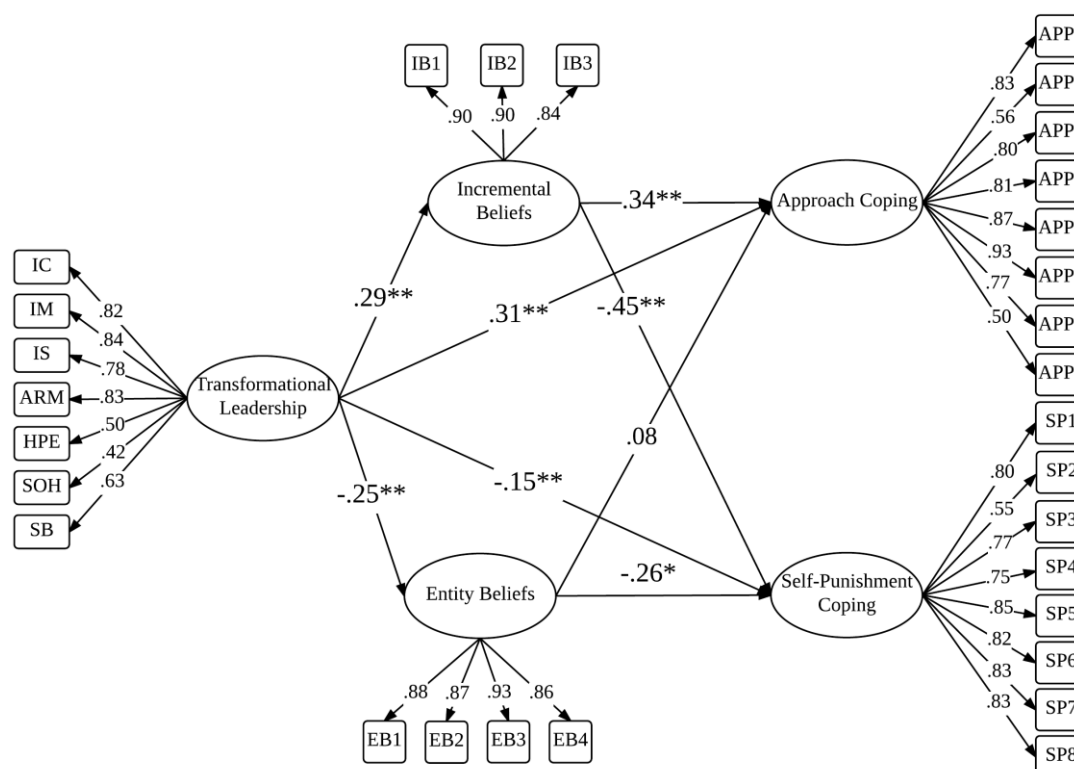 IB1 IB2 IB3
.90 .90 .84
Incremental
Beliefs
IC
IM
IS
ARM
HPE
SOH
SB
.82
.84
.78
.83
.50
.42
.63
Transformational
Leadership
.29**
-.25**
.31**
-.15**
.34**
-.45**
.08
-.26*
Entity Beliefs
.88 .87 .93 .86
EB1 EB2 EB3 EB4
Approach Coping
.83
.56
.80
.81
.87
.93
.77
.50
APP
APP
APP
APP
APP
APP
APP
APP
Self-Punishment
Coping
.80
.55
.77
.75
.85
.82
.83
.83
SP1
SP2
SP3
SP4
SP5
SP6
SP7
SP8